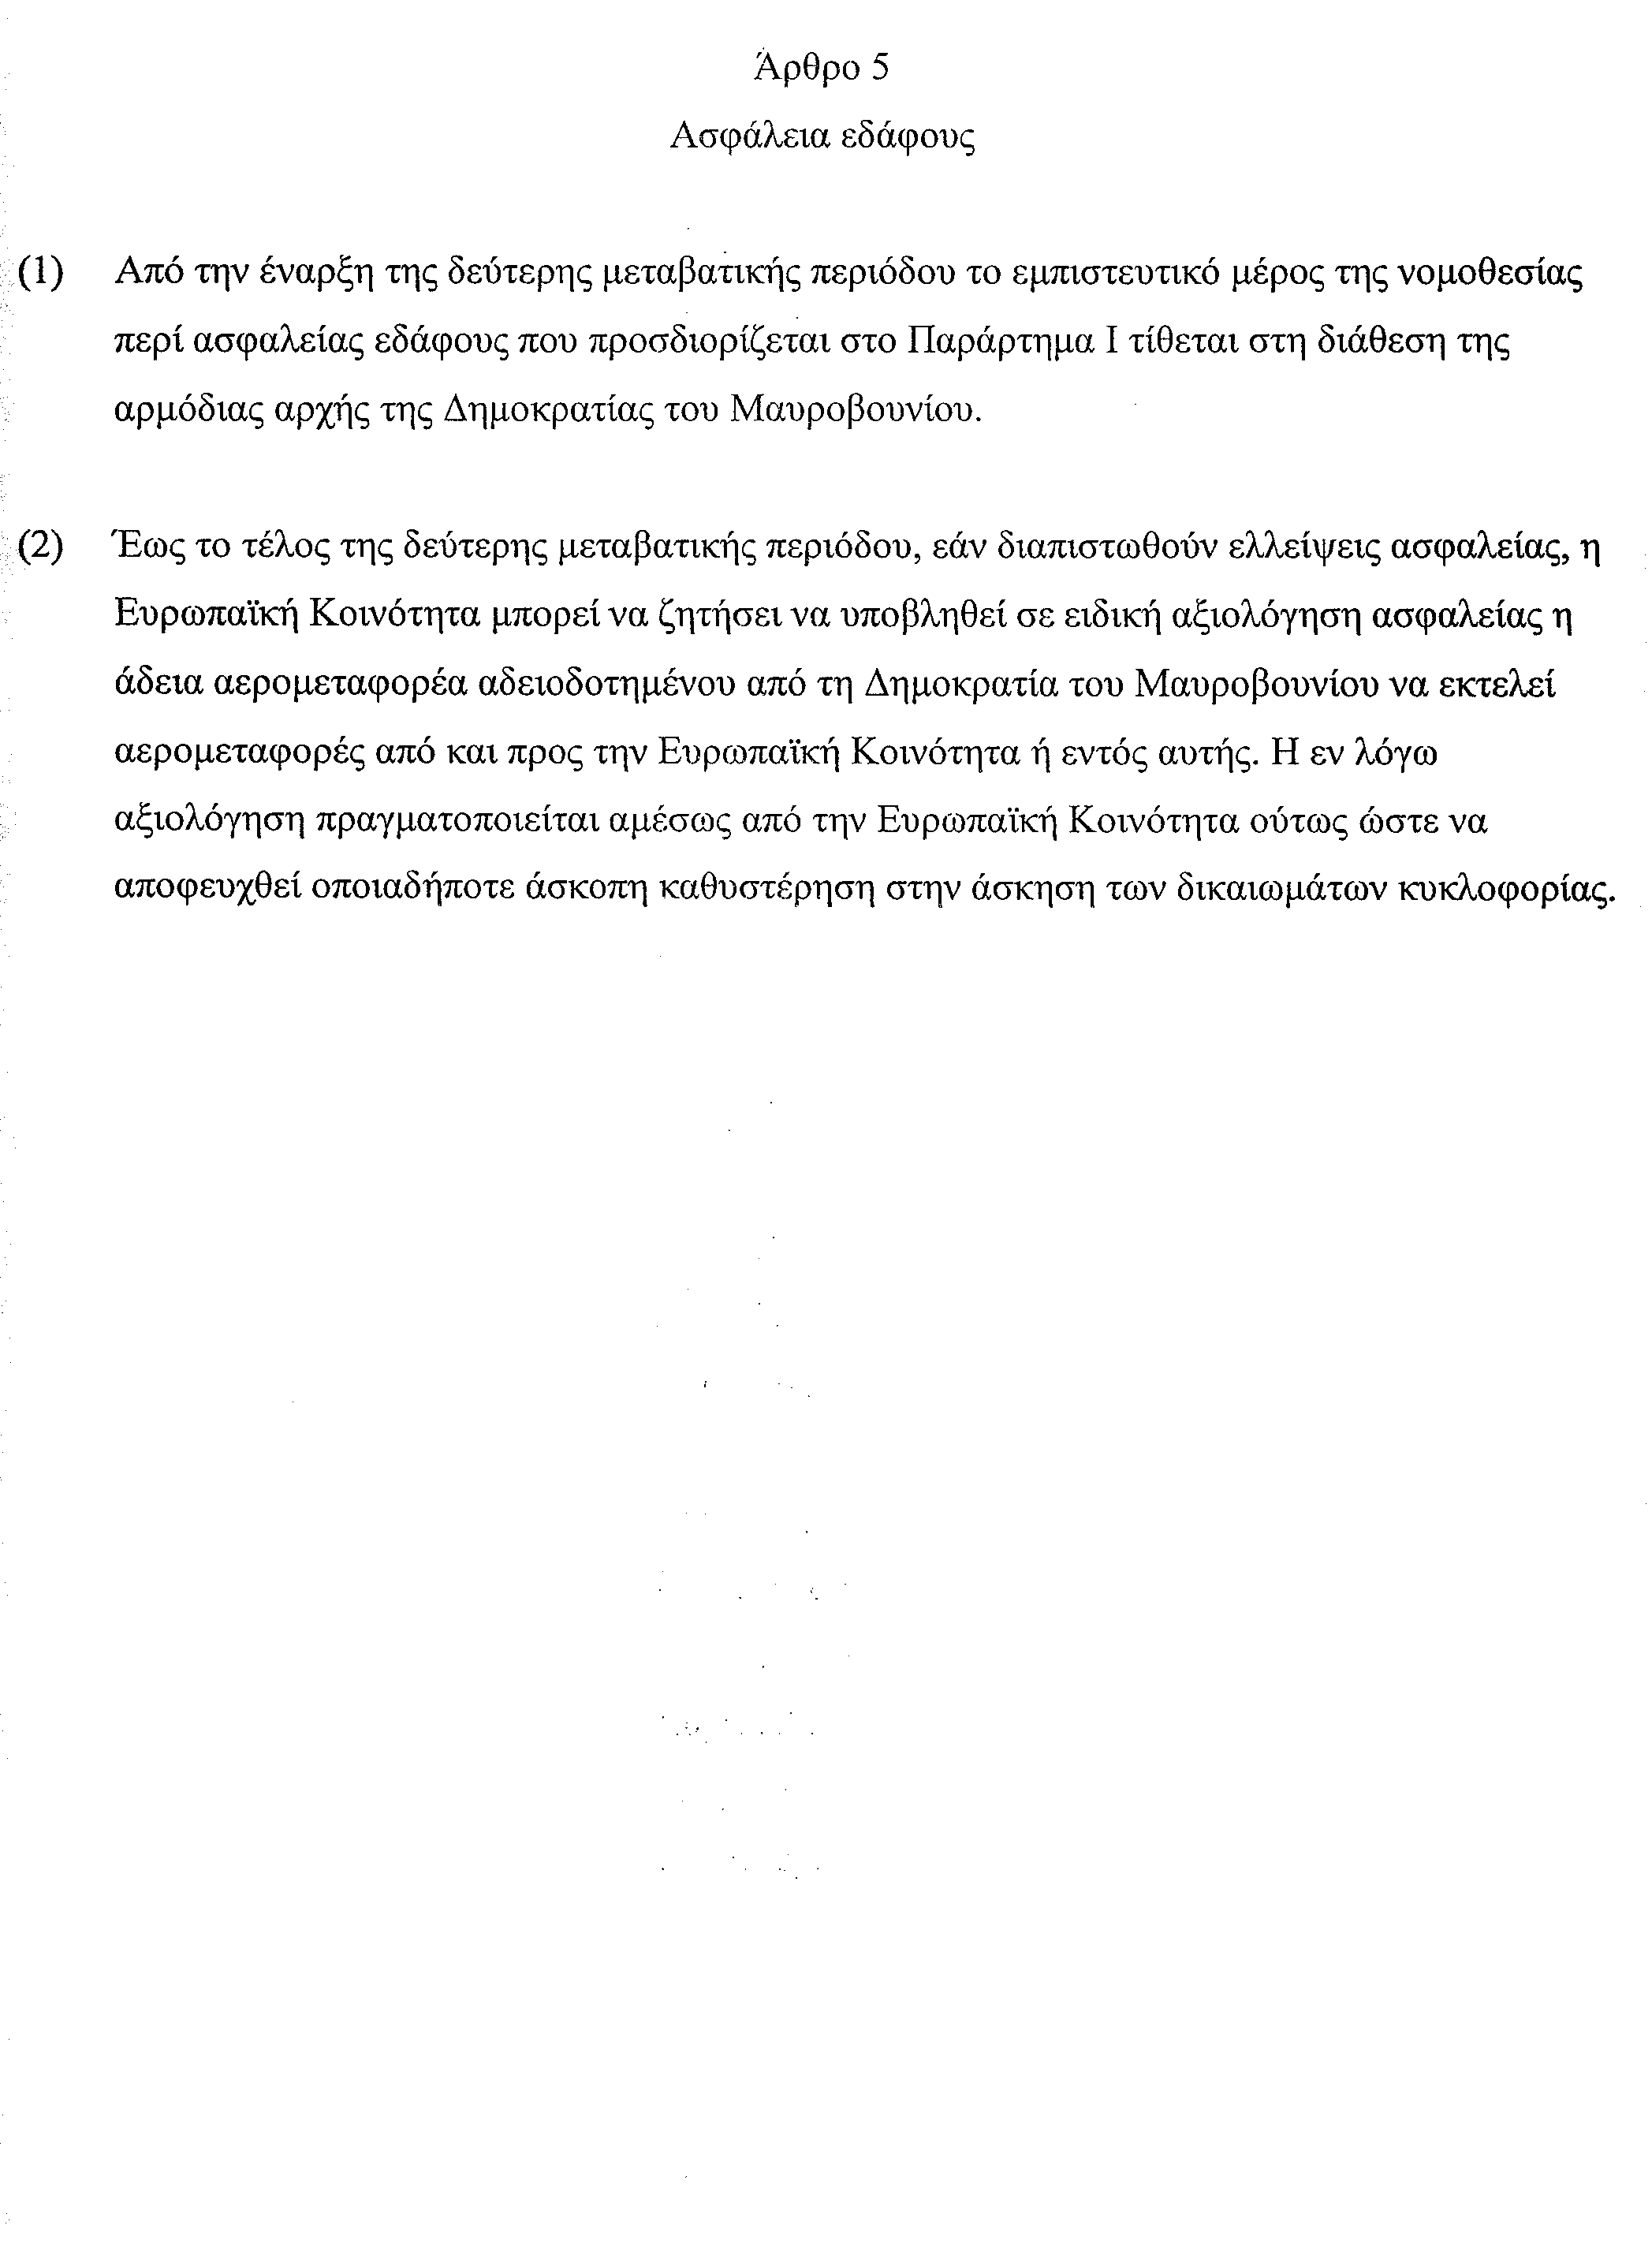 Άρθρο 5
Ασφάλεια εδάφους
(1) Από την έναρξη της δεύτερης μεταβατικής περιόδου το εμπιστευτικό μέρος της νομοθεσίας
περί ασφαλείας εδάφους που προσδιορίζεται στο Παράρτημα Ι τίθεται στη διάθεση της
αρμόδιας αρχής της Δημοκρατίας του Μαυροβουνίου.
(2) Έως το τέλος της δεύτερης μεταβατικής περιόδου, εάν διαπιστωθούν ελλείψεις ασφαλείας, η
Ευρωπαϊκή Κοινότητα μπορεί να ζητήσει να υποβληθεί σε ειδική αξιολόγηση ασφαλείας η
άδεια αερομεταφορέα αδειοδοτημένου από τη Δημοκρατία του Μαυροβουνίου να εκτελεί
αερομεταφορές από και προς την Ευρωπαϊκή Κοινότητα ή εντός αυτής. Η εν λόγω
αξιολόγηση πραγματοποιείται αμέσως από την Ευρωπαϊκή Κοινότητα ούτως ώστε να
αποφευχθεί οποιαδήποτε άσκοπη καθυστέρηση στην άσκηση των δικαιωμάτων κυκλοφορίας.